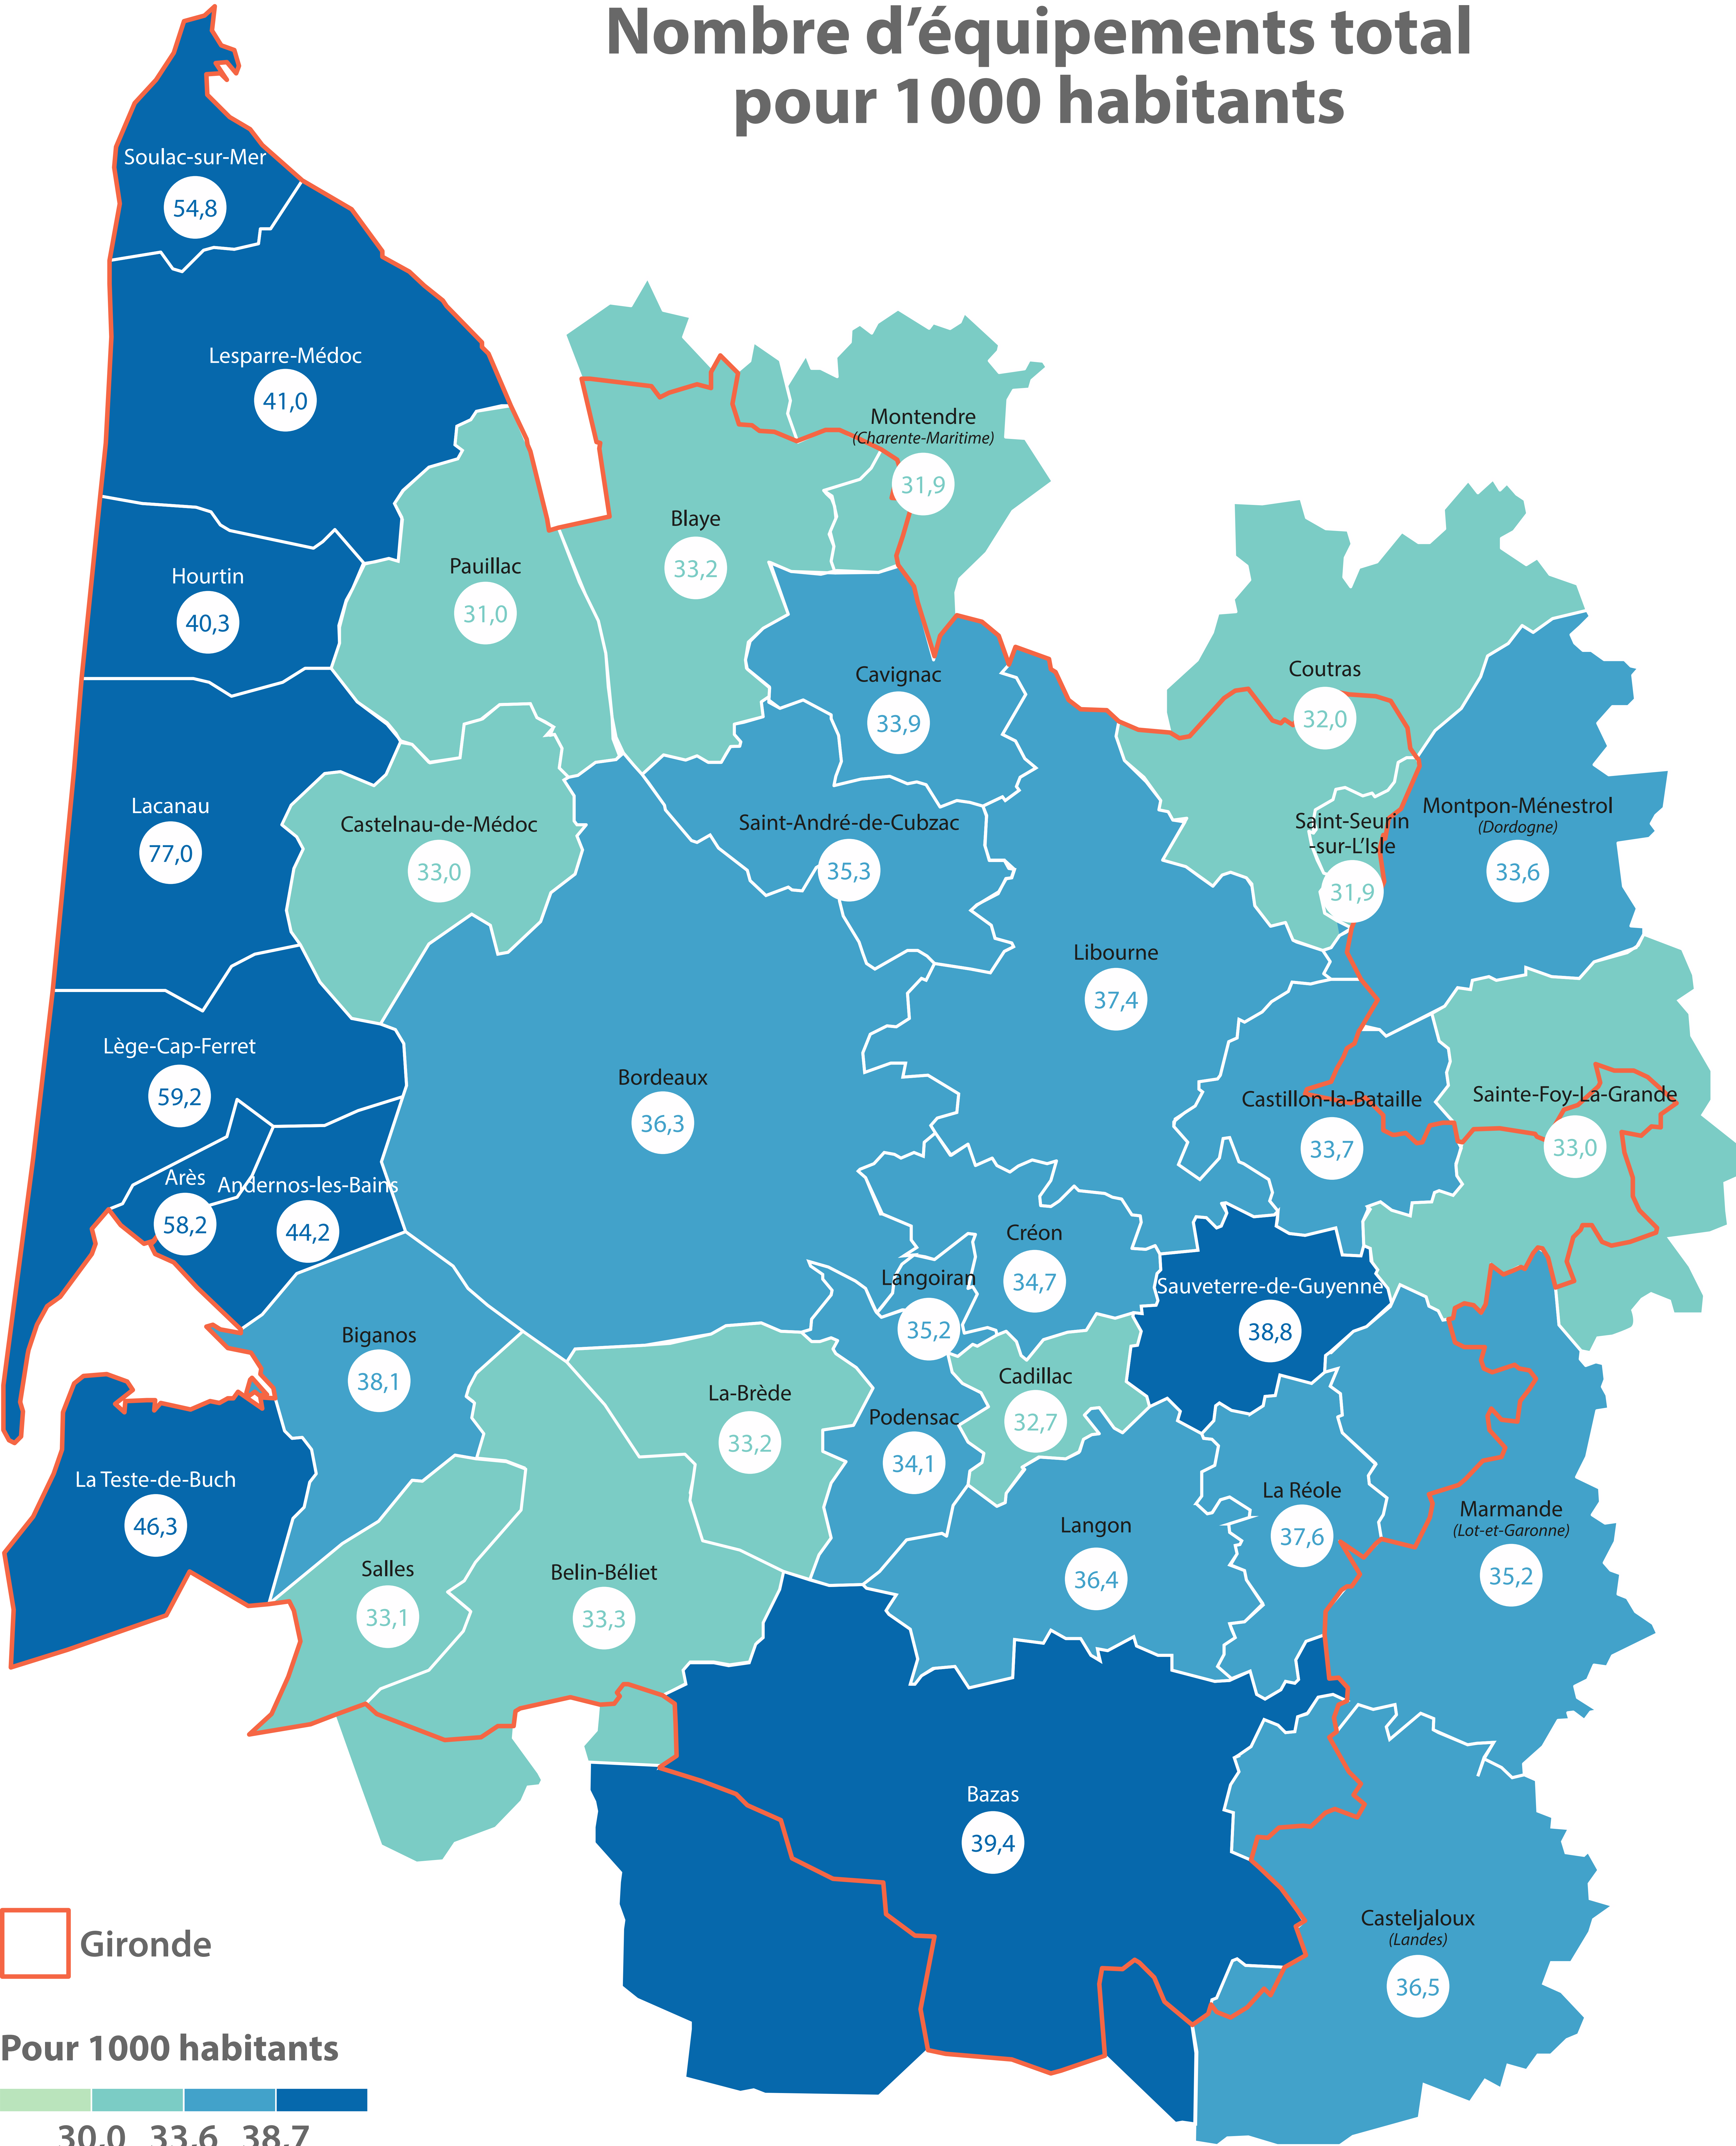 Nombre d’équipements total
pour 1000 habitants
Soulac-sur-Mer
54,8
Lesparre-Médoc
41,0
Montendre
(Charente-Maritime)
31,9
Blaye
33,2
Pauillac
31,0
Hourtin
40,3
Cavignac
33,9
Coutras
32,0
Lacanau
77,0
Castelnau-de-Médoc
33,0
Saint-André-de-Cubzac
35,3
Saint-Seurin
-sur-L’Isle
31,9
Montpon-Ménestrol
(Dordogne)
33,6
Libourne
37,4
Lège-Cap-Ferret
59,2
Bordeaux
36,3
Castillon-la-Bataille
33,7
Sainte-Foy-La-Grande
33,0
Arès
58,2
Andernos-les-Bains
44,2
Créon
34,7
Langoiran
35,2
Sauveterre-de-Guyenne
38,8
Biganos
38,1
La-Brède
33,2
Cadillac
32,7
Podensac
34,1
La Teste-de-Buch
46,3
La Réole
37,6
Marmande
(Lot-et-Garonne)
35,2
Langon
36,4
Salles
33,1
Belin-Béliet
33,3
Bazas
39,4
Casteljaloux
(Landes)
36,5
Gironde
Pour 1000 habitants
30,0 33,6 38,7